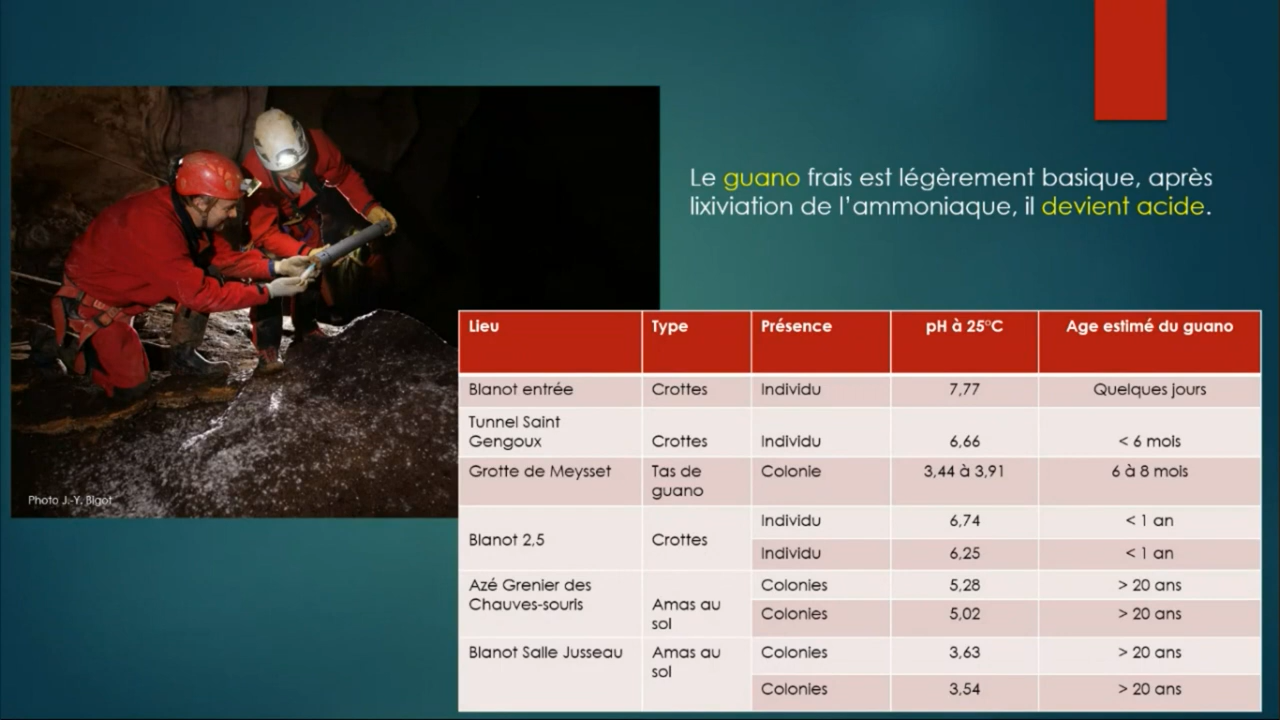 Le guano frais est légèrement basique, après
lixiviation de l'ammoniaque, il devient acide.
Photo J.-Y. Bigot
Lieu Type Présence pH à 25°C Age estimé du guano
Blanot entrée Crottes Individu 7,77 Quelques jours
Tunnel Saint
Gengoux Crottes Individu 6,66 < 6 mois
Grotte de Meysset Tas de
guano Colonie 3,44 à 3,91 6 à 8 mois
Blanot 2,5 Crottes Individu 6,74 < 1 an
Individu 6,25 < 1 an
Azé Grenier des
Chauves-souris Amas au
sol Colonies 5,28 > 20 ans
Colonies 5,02 > 20 ans
Blanot Salle Jusseau Amas au
sol Colonies 3,63 > 20 ans
Colonies 3,54 > 20 ans